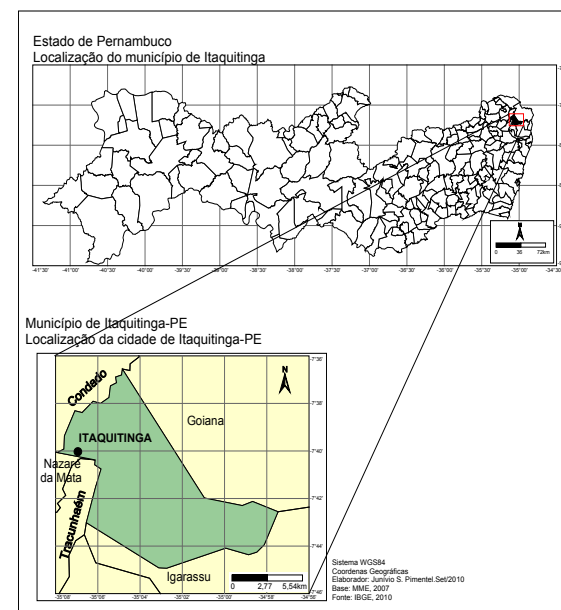 Estado de Pernambuco
Localização do município de Itaquitinga
N
0 36 72km
-41°30' -41°00' -40°30' -40°00' -39°30' -39°00' -38°30' -38°00' -37°30' -37°00' -36°30' -36°00' -35°30' -35°00' -34°30'
Município de Itaquitinga-PE
Localização da cidade de Itaquitinga-PE
-7°36'
N
Condado
-7°38'
Goiana
ITAQUITINGA
-7°40'
Nazaré
da Mata
-7°42'
Tracunhaém
-7°44'
Igarassu
0 2,77 5,54km
-7°46'
-35°08' -35°06' -35°04' -35°02' -35°00' -34°58' -34°56'
Sistema WGS84
Coordenas Geográficas
Elaborador: Junívio S. Pimentel.Set/2010
Base: MME, 2007
Fonte: IBGE, 2010